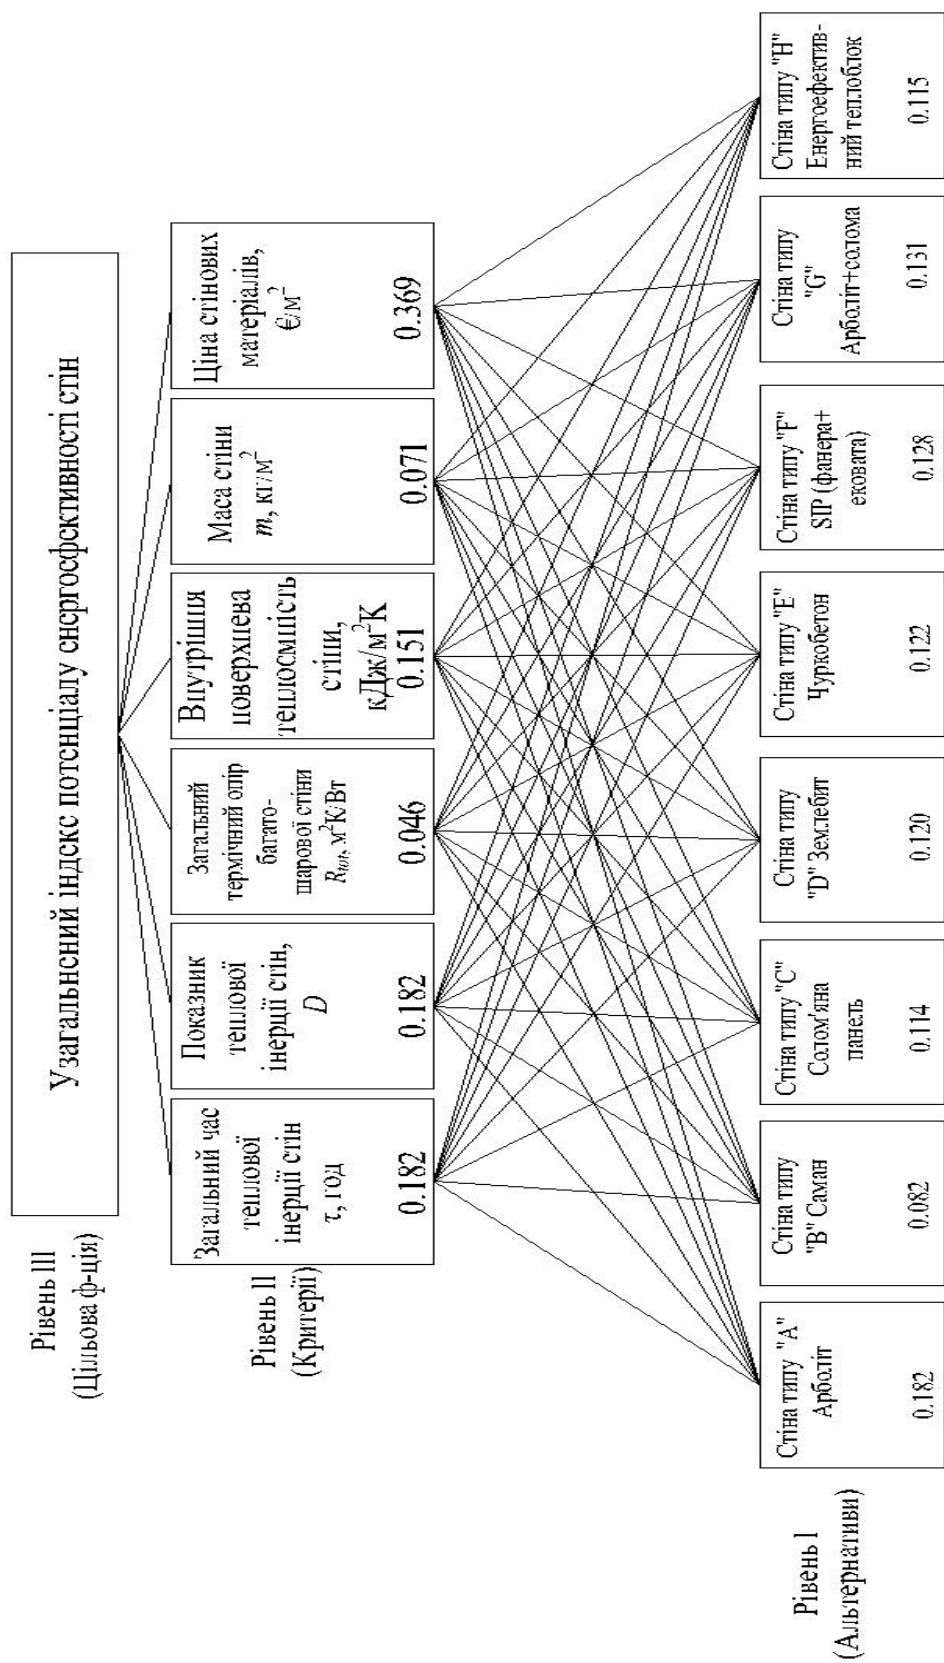 Рівень III
(Цільова ф-ція)
Узагальнений індекс потенціалу енергоефективності стін
Рівень II
(Критерії)
Загальний час
теплової
інерції стін
τ, год
0.182
Показник
теплової
інерції стін,
D
0.182
Загальний
термічний опір
багато-
шарової стіни
Rtot, м²К/Вт
0.046
Внутрішня
поверхнева
теплоємність
стіни,
кДж/м²К
0.151
Маса стіни
m, кг/м²
0.071
Ціна стінових
матеріалів,
€/м²
0.369
Рівень I
(Альтернативи)
Стіна типу "A"
Арболіт
0.182
Стіна типу
"B" Саман
0.082
Стіна типу "C"
Солом'яна
панель
0.114
Стіна типу
"D" Землебит
0.120
Стіна типу "E"
Чуркобетон
0.122
Стіна типу "F"
SIP (фанера+
ековата)
0.128
Стіна типу
"G"
Арболіт+солома
0.131
Стіна типу "H"
Енергоефектив-
ний теплоблок
0.115